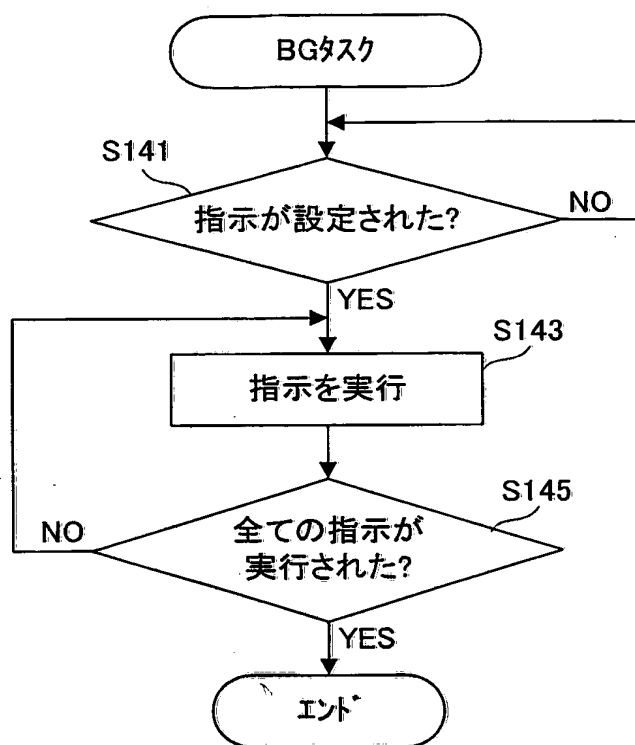 BGタスク
S141
指示が設定された?
NO
YES
S143
指示を実行
S145
全ての指示が
実行された?
NO
YES
エンド